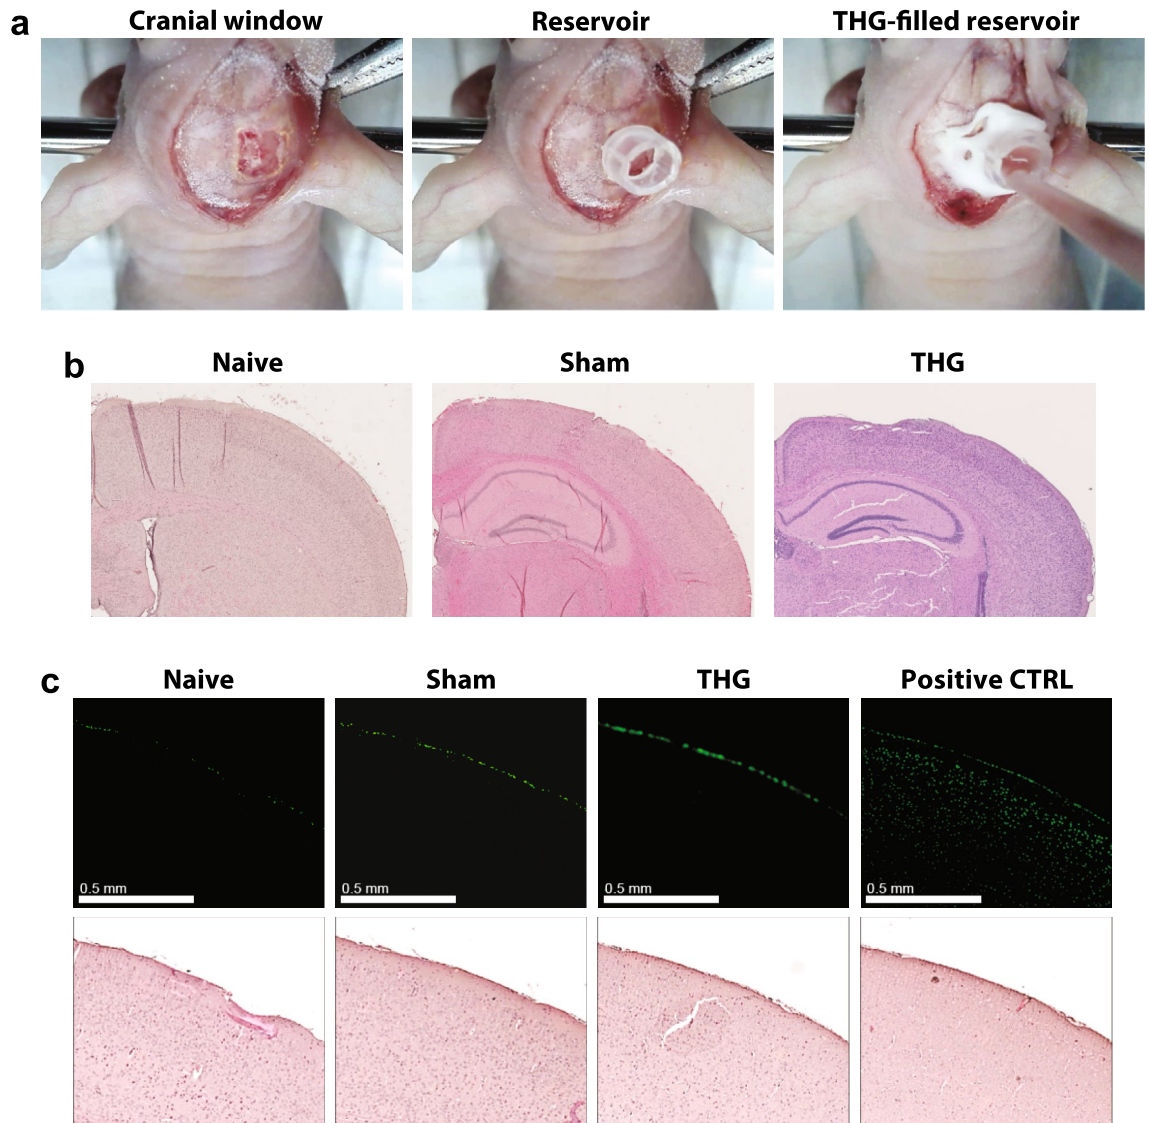 a
Cranial window Reservoir THG-filled reservoir
b
Naive Sham THG
c
Naive Sham THG Positive CTRL
0.5 mm 0.5 mm 0.5 mm 0.5 mm